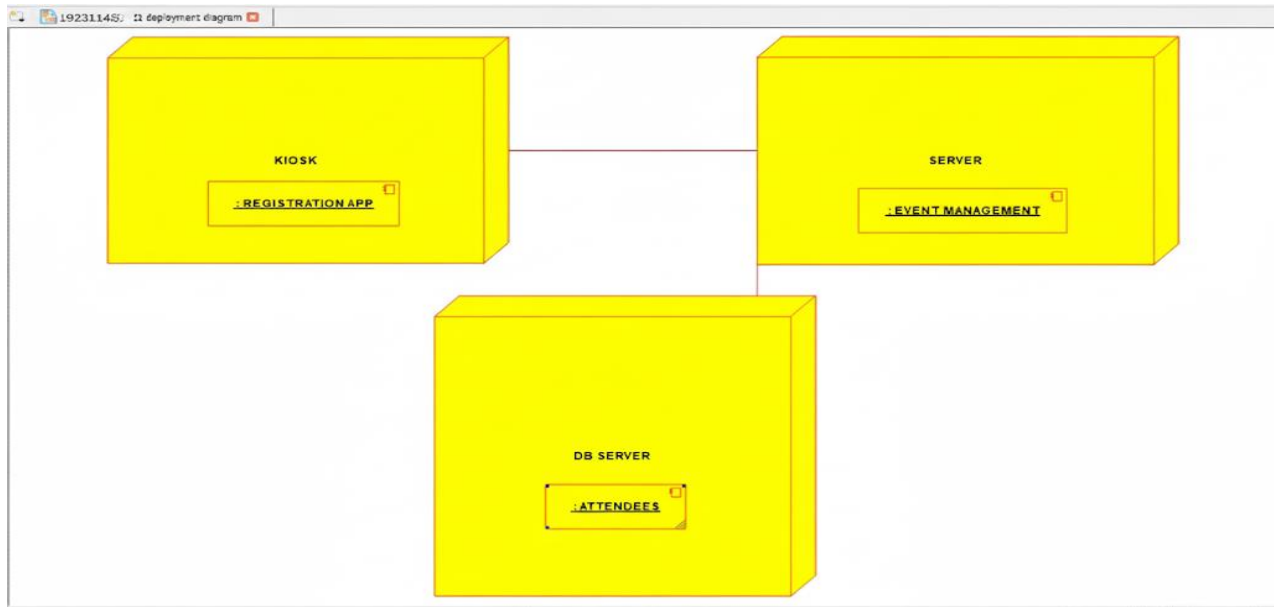 deployment diagram
KIOSK
: REGISTRATION APP
SERVER
: EVENT MANAGEMENT
DB SERVER
: ATTENDEES